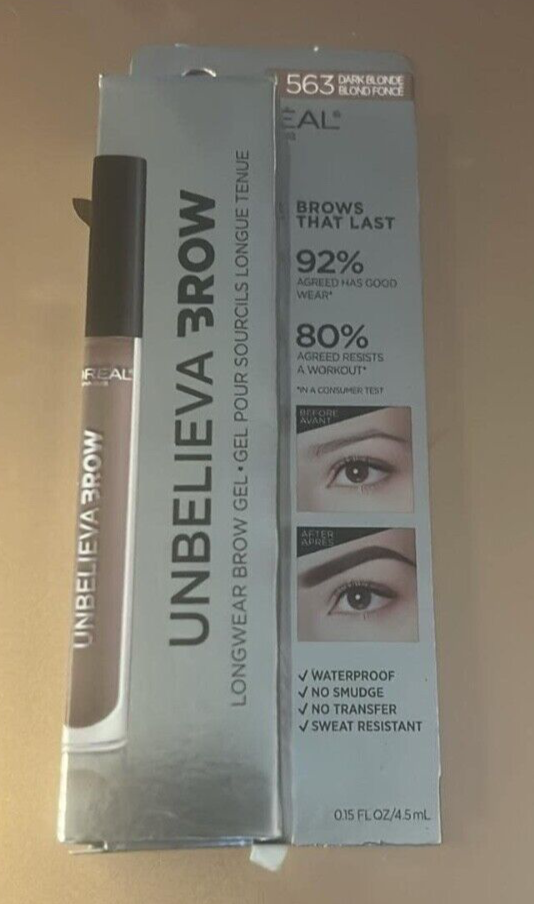 563 DARK BLONDE
BLOND FONCÉ
ÉAL®
BROWS
THAT LAST
92%
AGREED HAS GOOD
WEAR*
80%
AGREED RESISTS
A WORKOUT*
*IN A CONSUMER TEST
BEFORE
AVANT
AFTER
APRÈS
✓ WATERPROOF
✓ NO SMUDGE
✓ NO TRANSFER
✓ SWEAT RESISTANT
0.15 FL OZ/4.5 mL
UNBELIEVA BROW
LONGWEAR BROW GEL • GEL POUR SOURCILS LONGUE TENUE
ORÉAL®
UNBELIEVA BROW